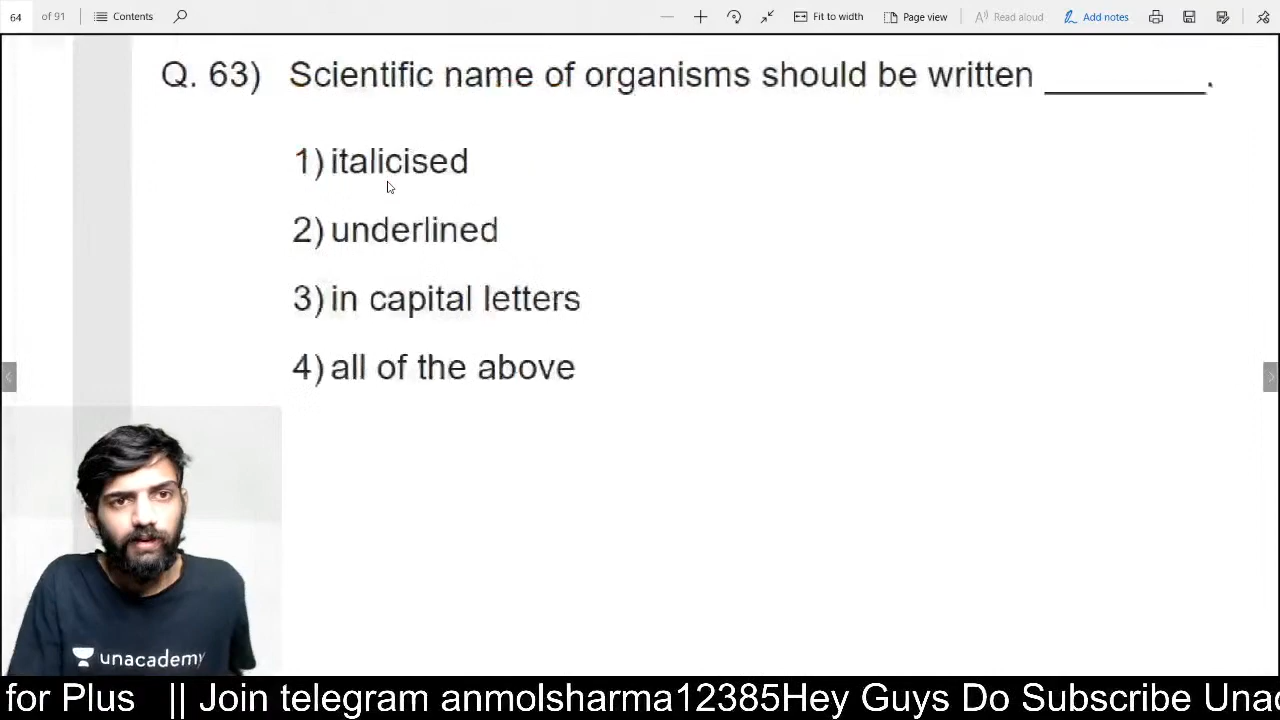 64 of 91 Contents Fit to width Page view Read aloud Add notes
Q. 63) Scientific name of organisms should be written ________.
1) italicised
2) underlined
3) in capital letters
4) all of the above
unacademy
for Plus || Join telegram anmolsharma12385Hey Guys Do Subscribe Unac